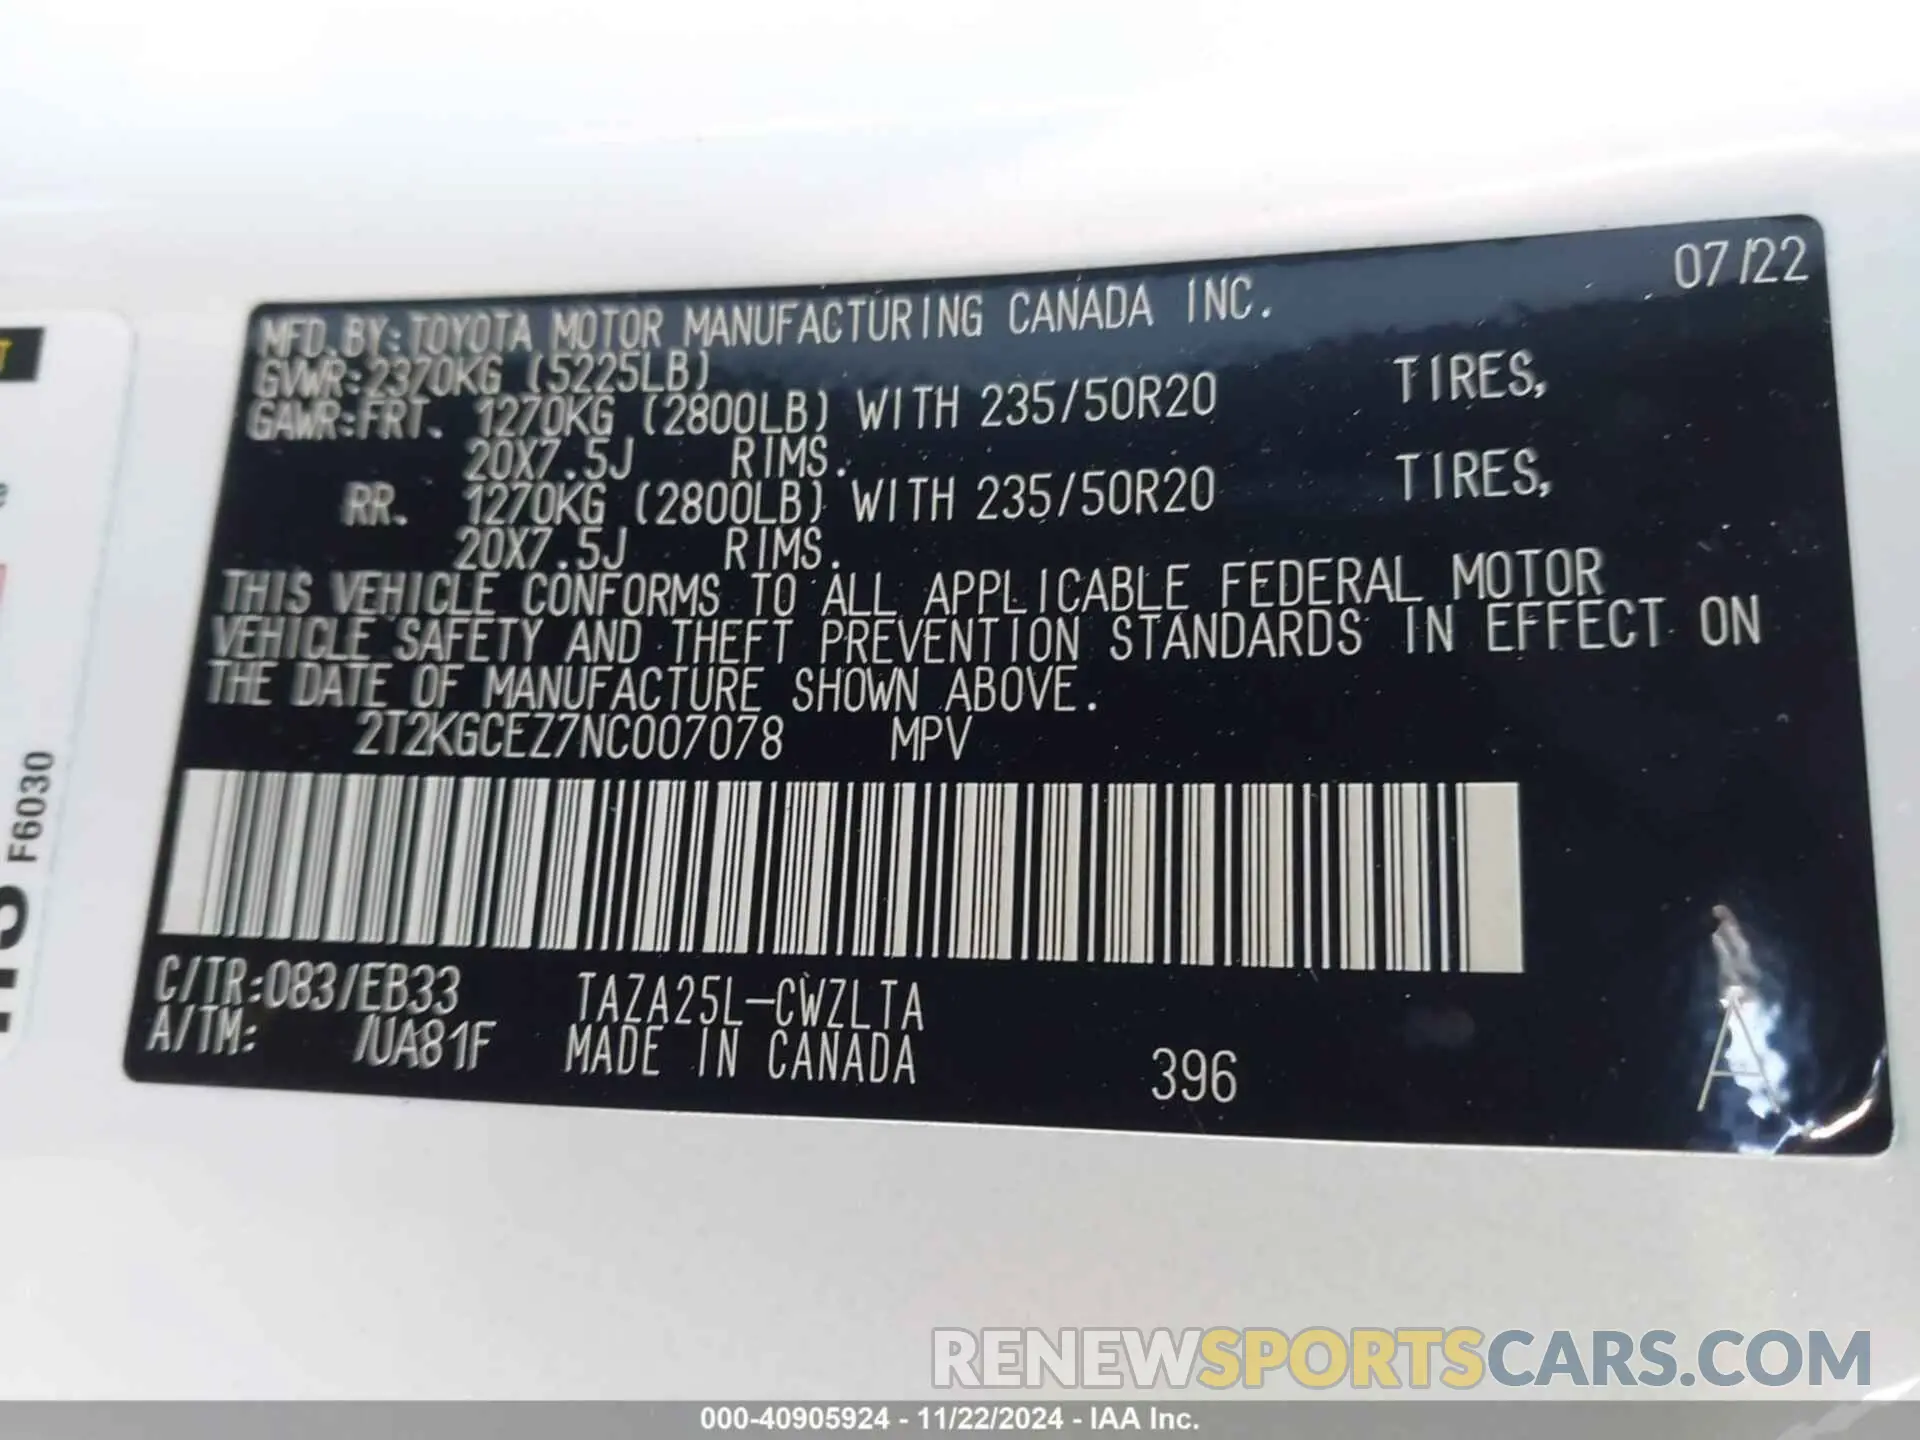 07/22
MFD.BY:TOYOTA MOTOR MANUFACTURING CANADA INC.
GVWR:2370KG (5225LB)
GAWR:FRT. 1270KG (2800LB) WITH 235/50R20 TIRES,
20X7.5J RIMS.
RR. 1270KG (2800LB) WITH 235/50R20 TIRES,
20X7.5J RIMS.
THIS VEHICLE CONFORMS TO ALL APPLICABLE FEDERAL MOTOR
VEHICLE SAFETY AND THEFT PREVENTION STANDARDS IN EFFECT ON
THE DATE OF MANUFACTURE SHOWN ABOVE.
2T2KGCEZ7NC007078 MPV
C/TR:083/EB33 TAZA25L-CWZLTA
A/TM: /UA81F MADE IN CANADA 396
A
F6030
RENEWSPORTSCARS.COM
000-40905924 - 11/22/2024 - IAA Inc.